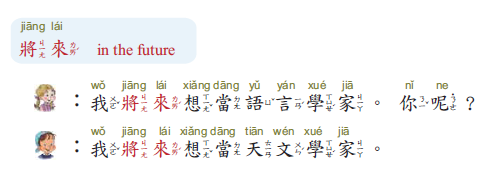 jiāng lái
將來 in the future
wǒ jiāng lái xiǎng dāng yǔ yán xué jiā nǐ ne
：我將來想當語言學家。 你呢？
wǒ jiāng lái xiǎng dāng tiān wén xué jiā
：我將來想當天文學家。